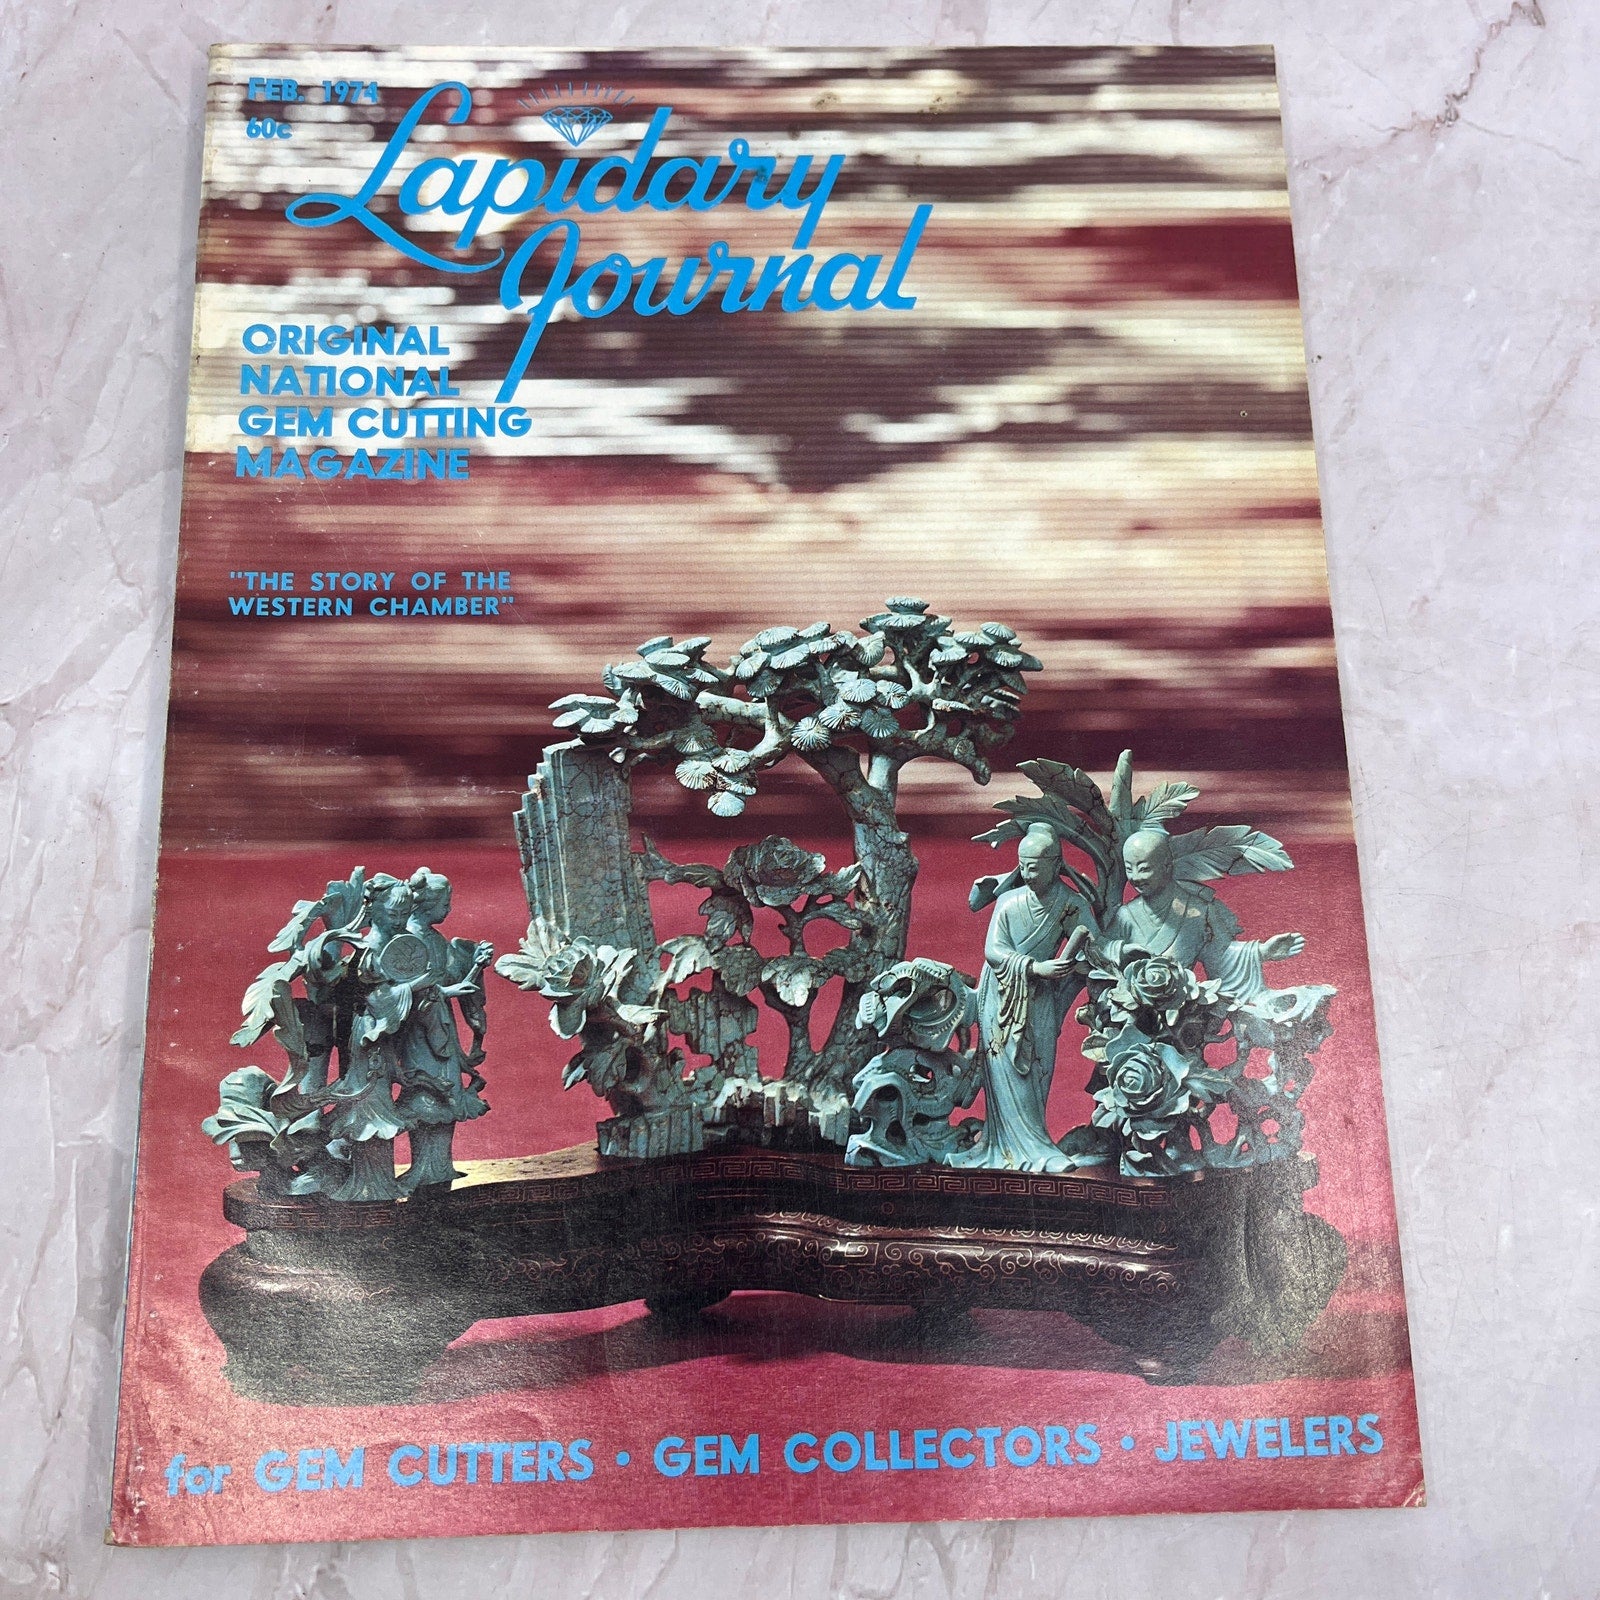 FEB. 1974
60c
Lapidary
Journal
ORIGINAL
NATIONAL
GEM CUTTING
MAGAZINE
"THE STORY OF THE
WESTERN CHAMBER"
for GEM CUTTERS • GEM COLLECTORS • JEWELERS